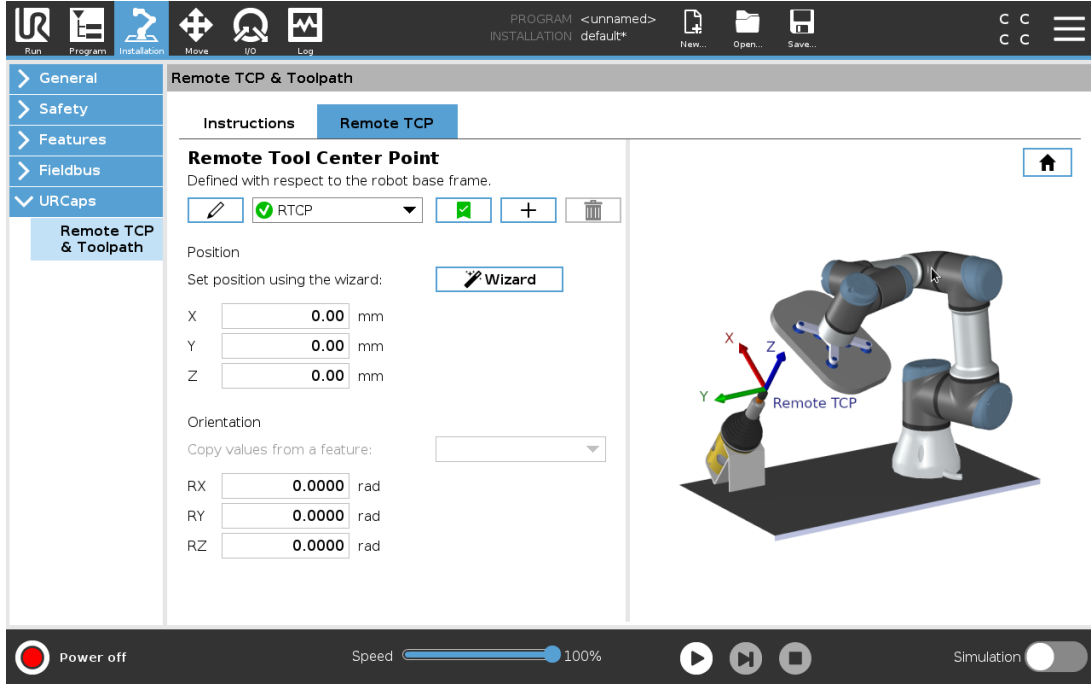 PROGRAM <unnamed>
INSTALLATION default*
C C
C C
Run Program Installation Move I/O Log New... Open... Save...
General
Safety
Features
Fieldbus
URCaps
Remote TCP
& Toolpath
Remote TCP & Toolpath
Instructions Remote TCP
Remote Tool Center Point
Defined with respect to the robot base frame.
RTCP
Position
Set position using the wizard: Wizard
X 0.00 mm
Y 0.00 mm
Z 0.00 mm
Orientation
Copy values from a feature:
RX 0.0000 rad
RY 0.0000 rad
RZ 0.0000 rad
X
Z
Y
Remote TCP
Power off Speed 100% Simulation